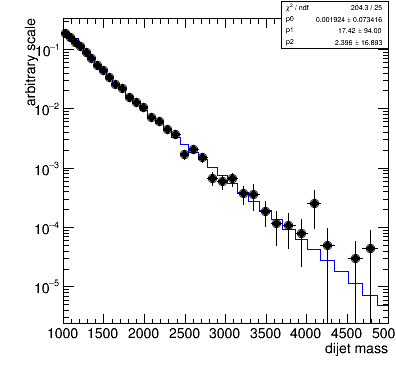 χ² / ndf 204.3 / 25
p0 0.001924 ± 0.073416
p1 17.42 ± 94.00
p2 2.396 ± 16.893
arbitrary scale
10⁻¹
10⁻²
10⁻³
10⁻⁴
10⁻⁵
1000 1500 2000 2500 3000 3500 4000 4500 500
dijet mass